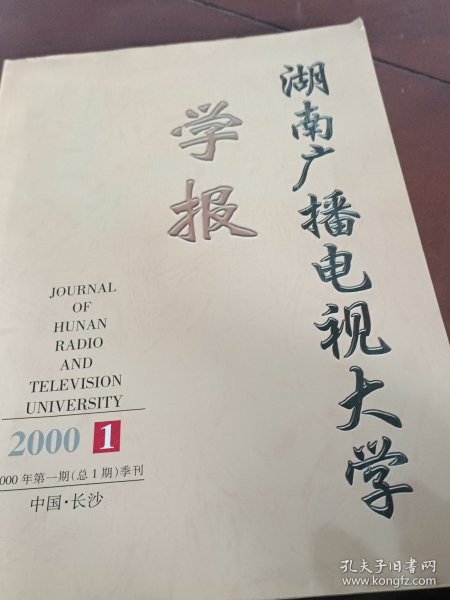 湖南广播电视大学
学报
JOURNAL
OF
HUNAN
RADIO
AND
TELEVISION
UNIVERSITY
2000 1
000年第一期(总1期)季刊
中国·长沙
孔夫子旧书网
www.kongfz.com